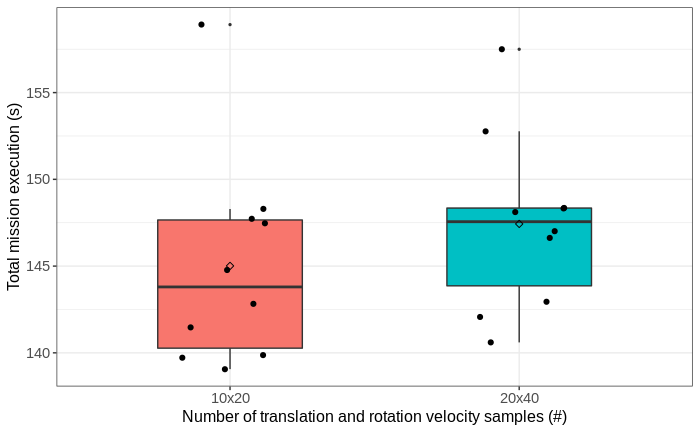 Total mission execution (s)
155
150
145
140
10x20
20x40
Number of translation and rotation velocity samples (#)